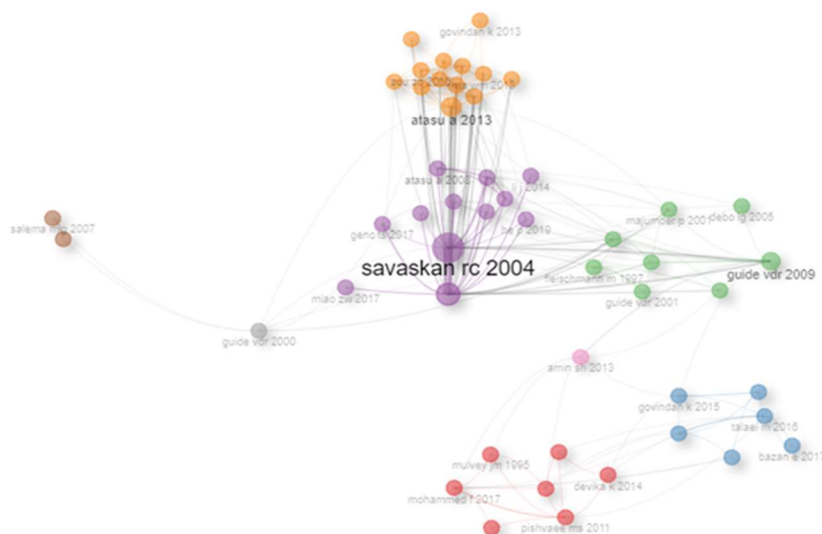 govindan k 2013
atasu a 2013
atasu a 2008
2014
salema mig 2007
genc ts 2017
he p 2019
majumder p 2001
debo lg 2005
savaskan rc 2004
fleischmann m 1997
guide vdr 2009
miao zw 2017
guide vdr 2001
guide vdr 2000
amin sh 2013
govindan k 2015
talaei m 2016
bazan e 2017
mulvey jm 1995
mohammed f 2017
devika k 2014
pishvaee ms 2011